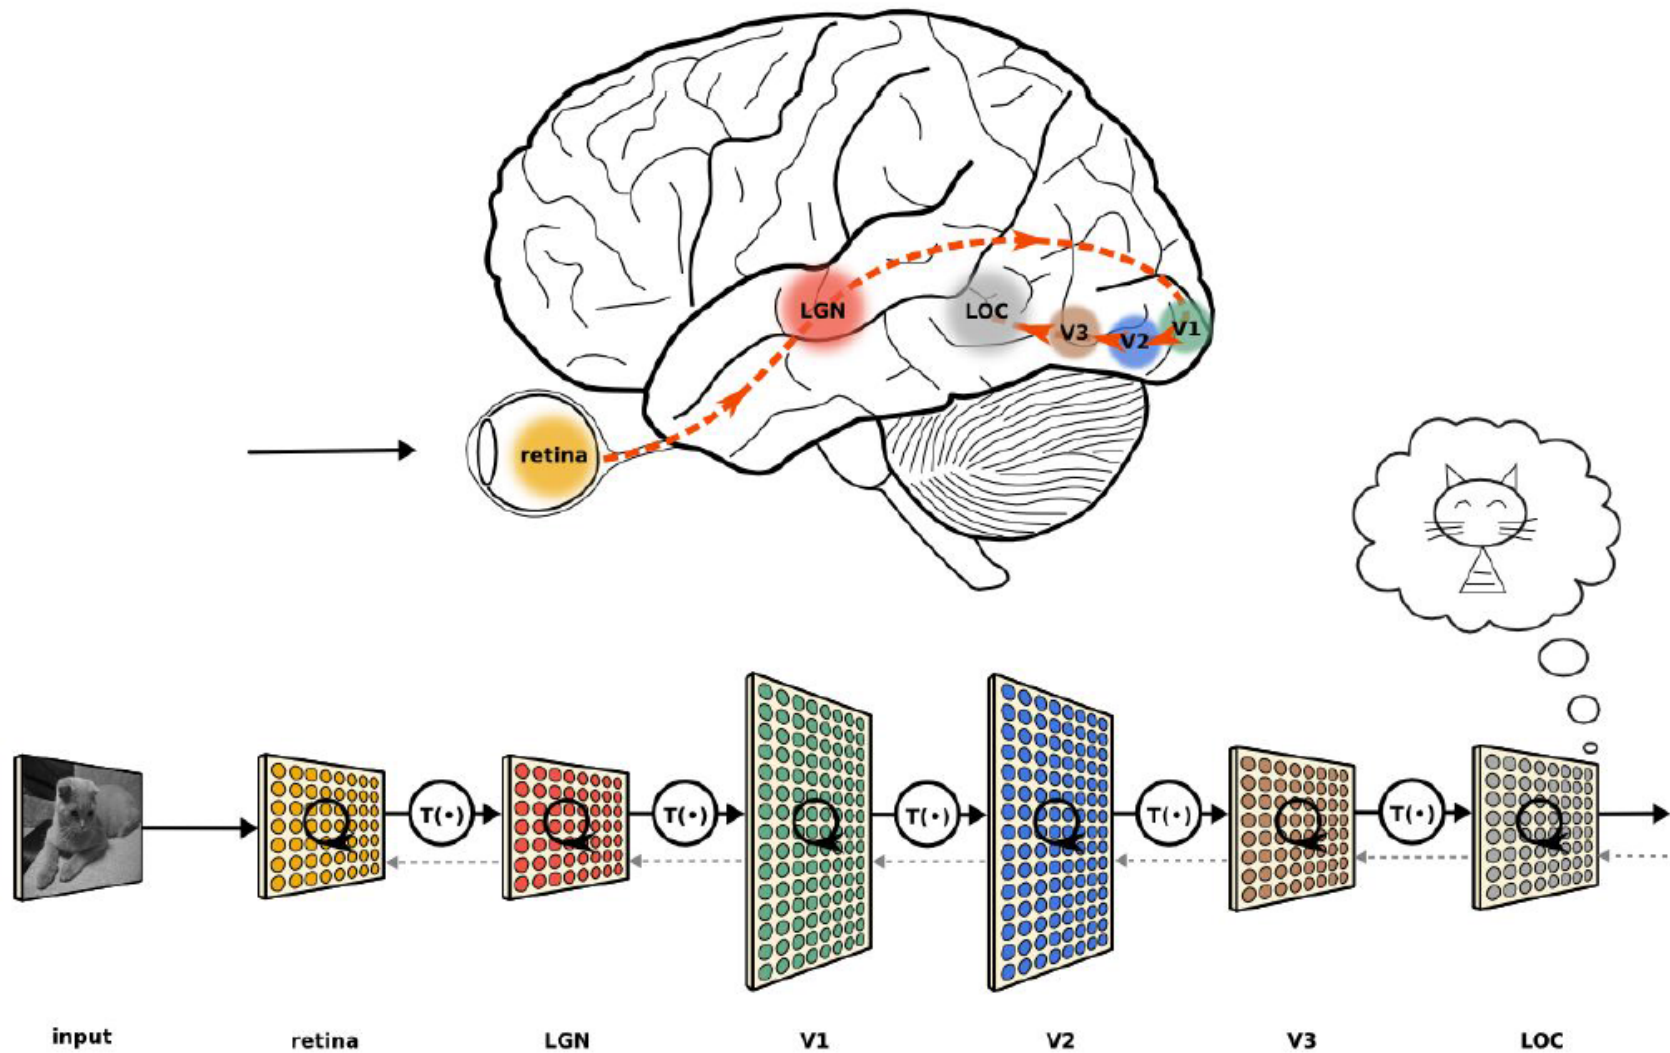 LGN
LOC
V3
V2
V1
retina
T(•)
T(•)
T(•)
T(•)
T(•)
input
retina
LGN
V1
V2
V3
LOC